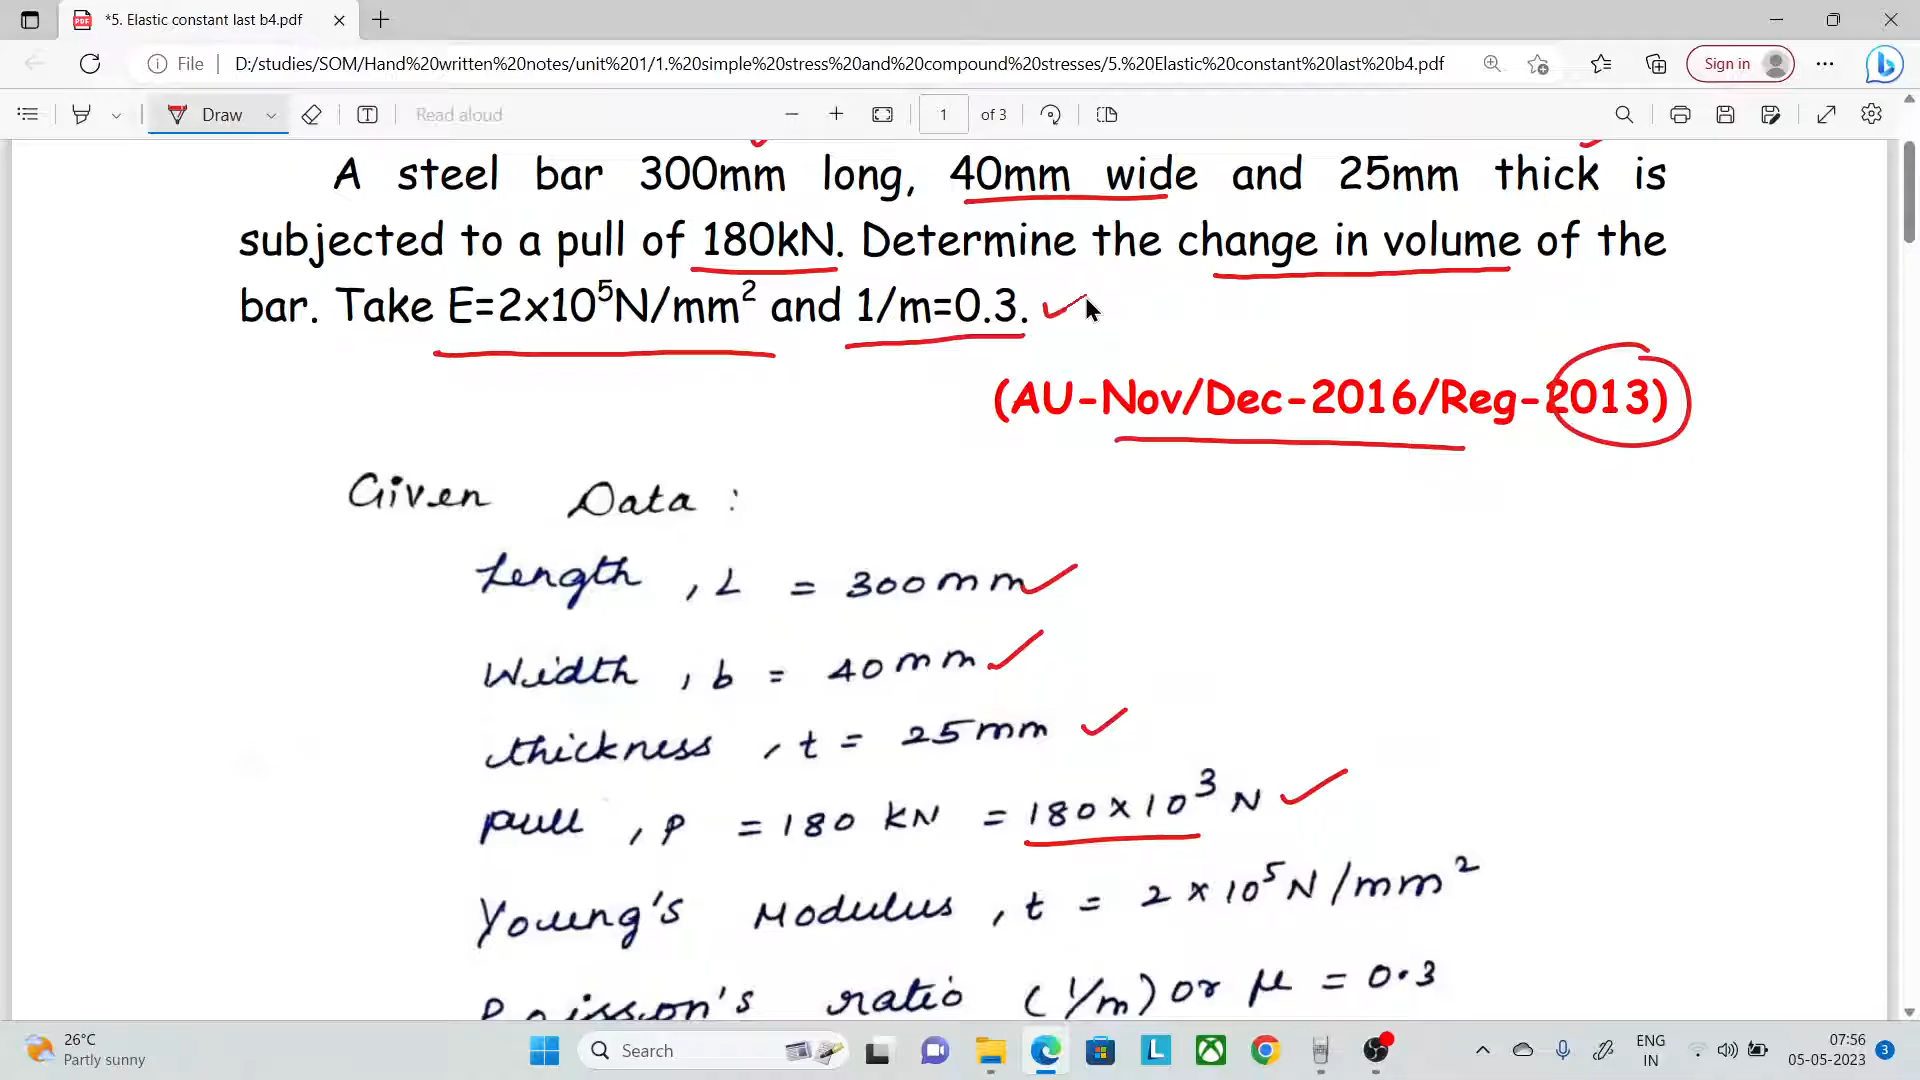 *5. Elastic constant last b4.pdf
File
D:/studies/SOM/Hand%20written%20notes/unit%201/1.%20simple%20stress%20and%20compound%20stresses/5.%20Elastic%20constant%20last%20b4.pdf
Sign in
Draw
Read aloud
1 of 3
A steel bar 300mm long, 40mm wide and 25mm thick is
subjected to a pull of 180kN. Determine the change in volume of the
bar. Take E=2x10⁵N/mm² and 1/m=0.3.
(AU-Nov/Dec-2016/Reg-2013)
Given Data :
Length , L = 300mm
Width , b = 40mm
thickness , t = 25mm
pull , P = 180 kN = 180×10³ N
Young's Modulus , t = 2 × 10⁵ N/mm²
Poisson's ratio (1/m) or μ = 0.3
26°C
Partly sunny
Search
ENG
IN
07:56
05-05-2023
3